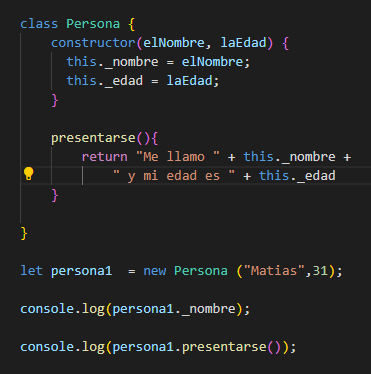 class Persona {
    constructor(elNombre, laEdad) {
      this._nombre = elNombre;
      this._edad = laEdad;
    }
    presentarse(){
        return "Me llamo " + this._nombre +
            " y mi edad es " + this._edad
    }
}
let persona1  = new Persona ("Matias",31);
console.log(persona1._nombre);
console.log(persona1.presentarse());